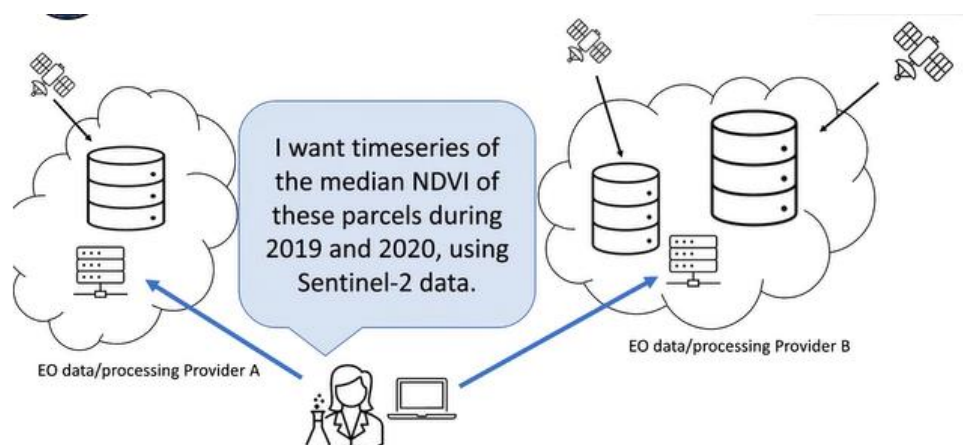 I want timeseries of
the median NDVI of
these parcels during
2019 and 2020, using
Sentinel-2 data.
EO data/processing Provider A
EO data/processing Provider B